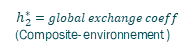 h₂* = global exchange coeff
(Composite- environnement )